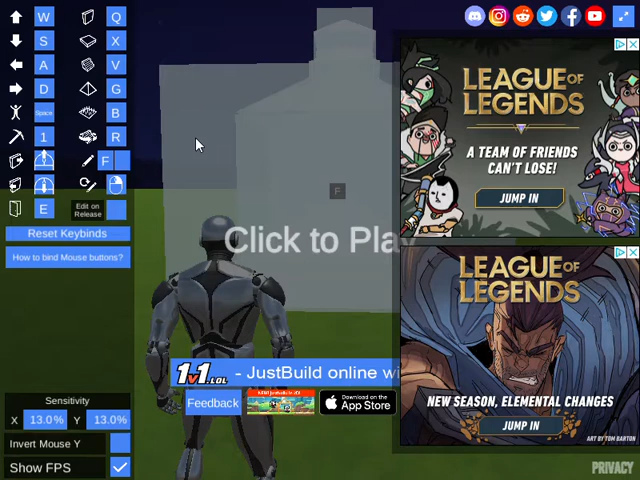 W
Q
S
X
A
V
D
G
Space
B
1
R
F
E
Edit on
Release
Reset Keybinds
How to bind Mouse buttons?
F
Click to Play
1v1.LOL
- JustBuild online wi
Feedback
Download on the
App Store
Sensitivity
X 13.0% Y 13.0%
Invert Mouse Y
Show FPS
LEAGUE OF
LEGENDS
A TEAM OF FRIENDS
CAN'T LOSE!
JUMP IN
LEAGUE OF
LEGENDS
NEW SEASON, ELEMENTAL CHANGES
JUMP IN
ART BY TOM BARTON
PRIVACY